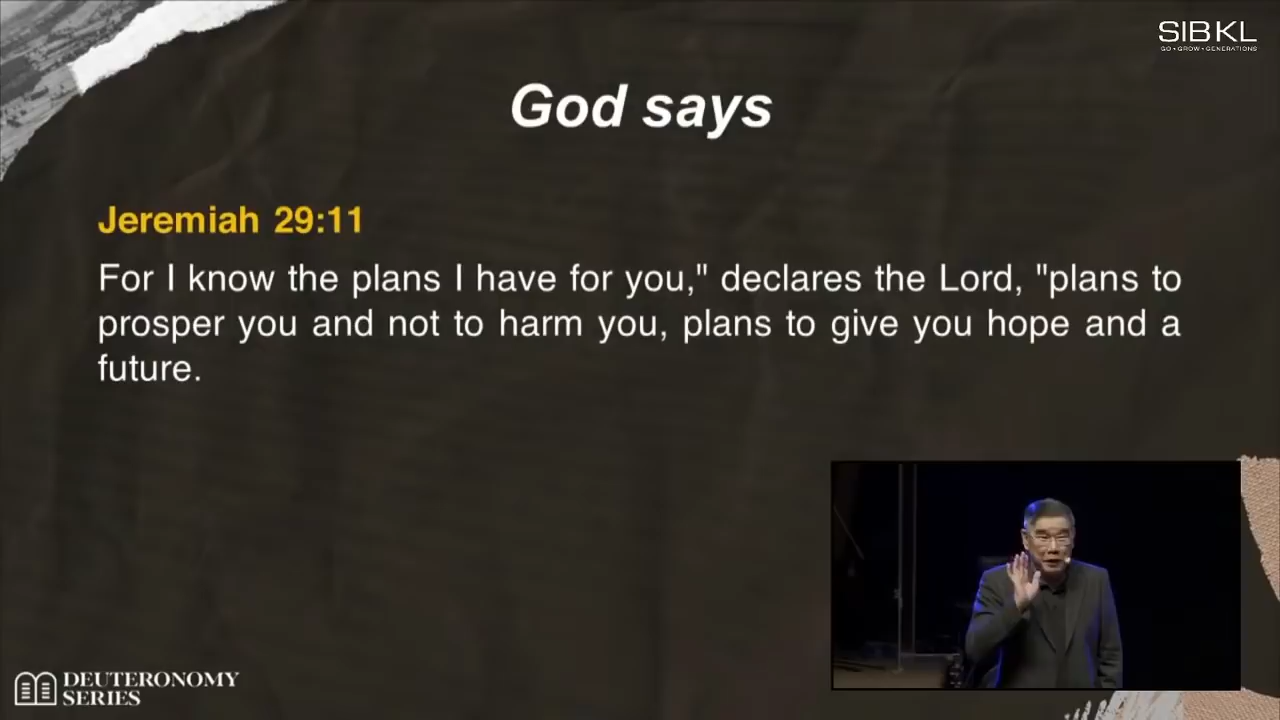 SIBKL
GO • GROW • GENERATIONS
God says
Jeremiah 29:11
For I know the plans I have for you," declares the Lord, "plans to
prosper you and not to harm you, plans to give you hope and a
future.
DEUTERONOMY
SERIES